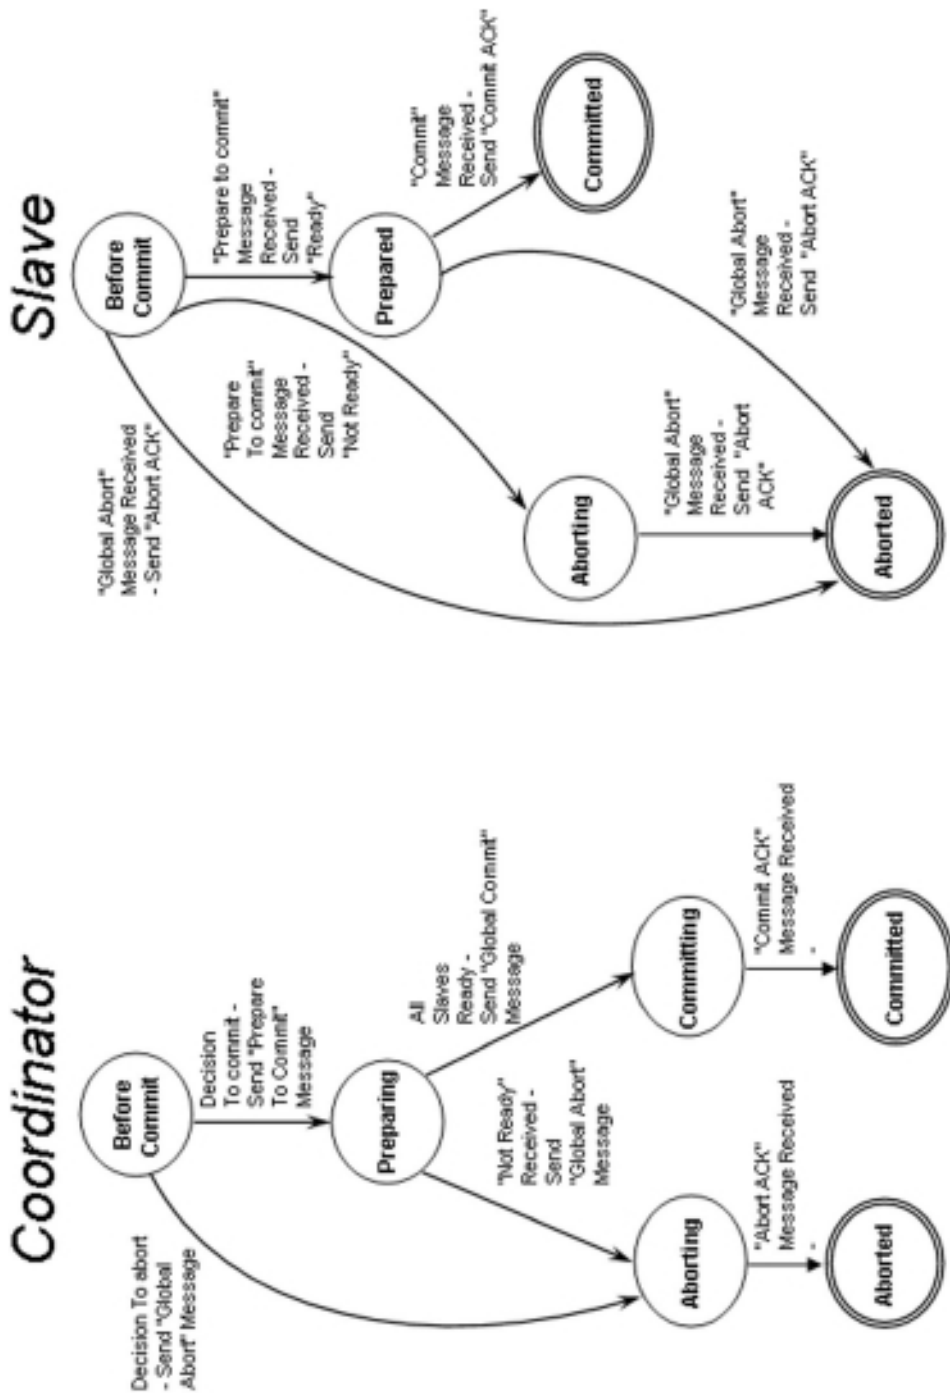 Coordinator
Before
Commit
Decision To abort
- Send "Global
Abort" Message
Decision
To commit -
Send "Prepare
To Commit"
Message
Preparing
"Not Ready"
Received -
Send
"Global Abort"
Message
All
Slaves
Ready -
Send "Global Commit"
Message
Aborting
Committing
"Abort ACK"
Message Received
-
"Commit ACK"
Message Received
-
Aborted
Committed
Slave
Before
Commit
"Global Abort"
Message Received
- Send "Abort ACK"
"Prepare
To commit"
Message
Received -
Send
"Not Ready"
"Prepare to commit"
Message
Received -
Send
"Ready"
Prepared
"Commit"
Message
Received -
Send "Commit ACK"
Committed
Aborting
"Global Abort"
Message
Received -
Send "Abort
ACK"
"Global Abort"
Message
Received -
Send "Abort ACK"
Aborted